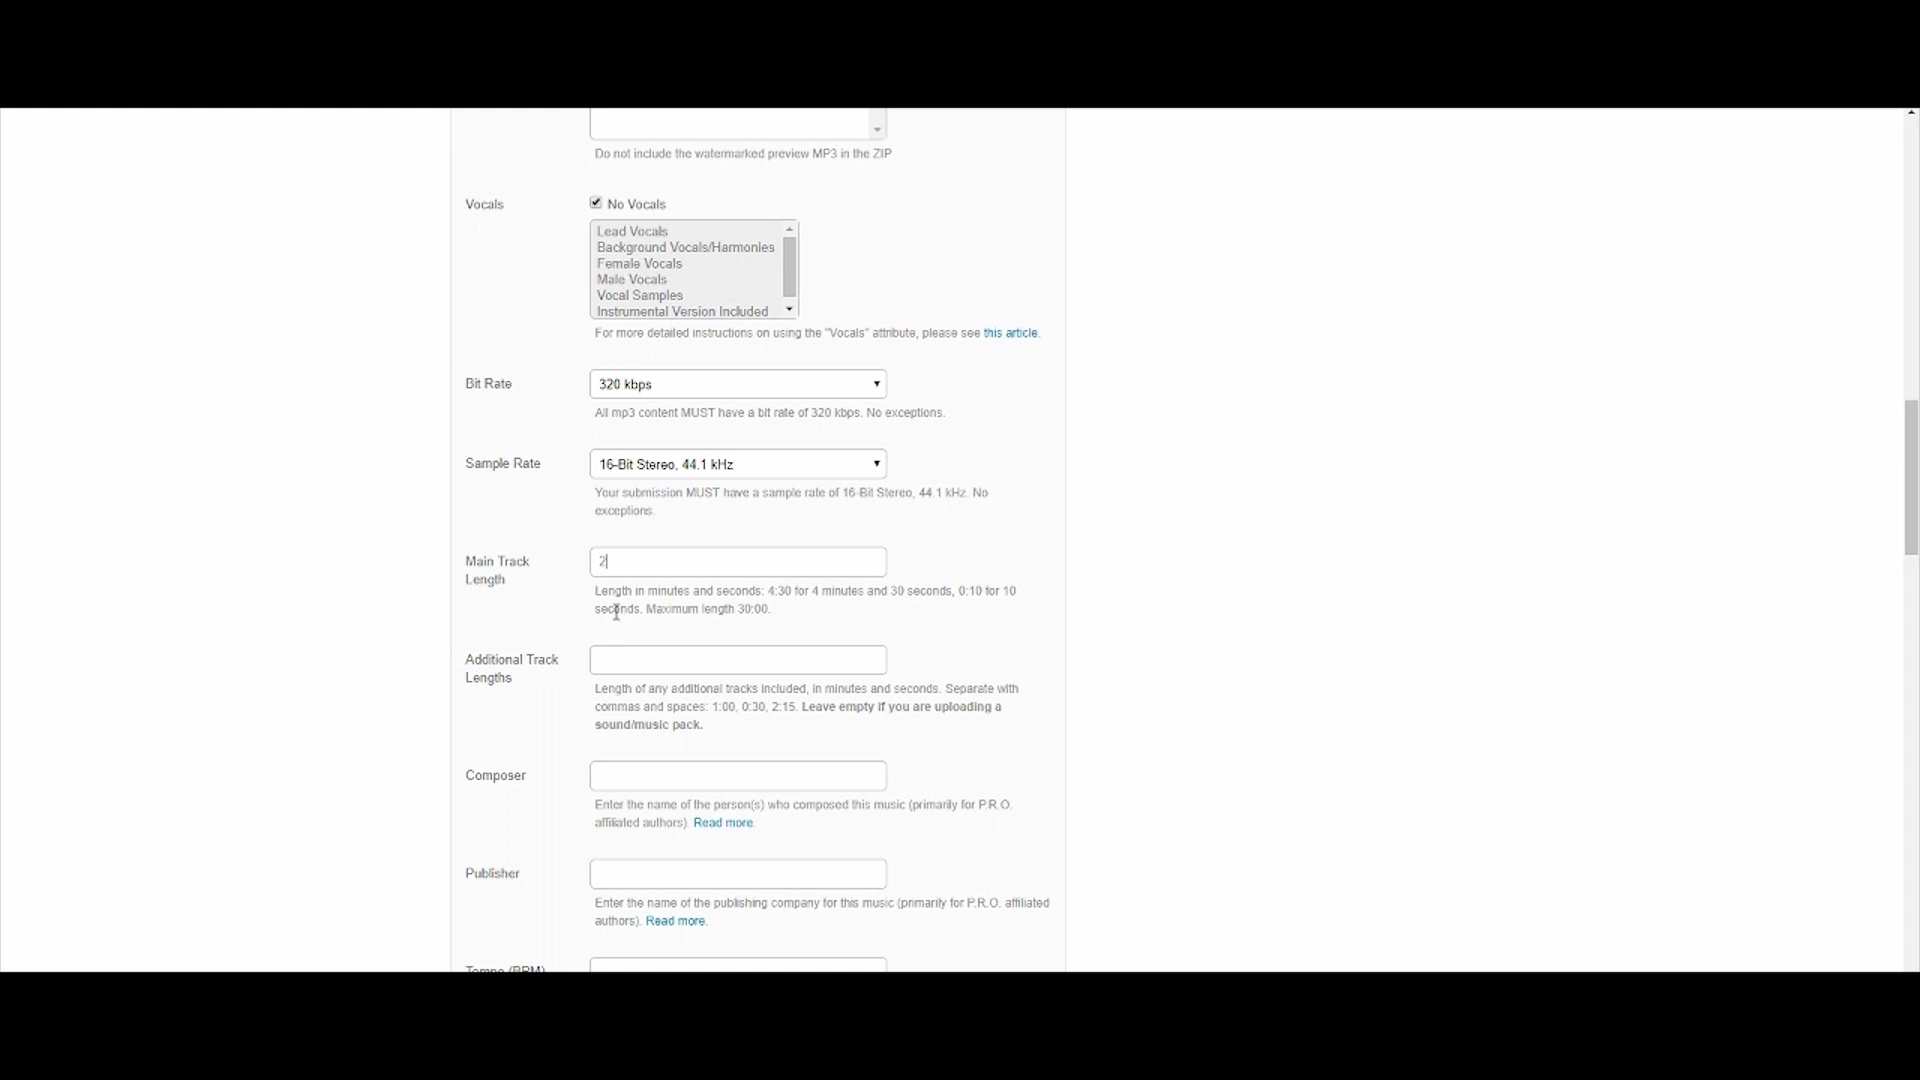 Do not include the watermarked preview MP3 in the ZIP
Vocals
No Vocals
Lead Vocals
Background Vocals/Harmonies
Female Vocals
Male Vocals
Vocal Samples
Instrumental Version Included
For more detailed instructions on using the "Vocals" attribute, please see this article.
Bit Rate
320 kbps
All mp3 content MUST have a bit rate of 320 kbps. No exceptions.
Sample Rate
16-Bit Stereo, 44.1 kHz
Your submission MUST have a sample rate of 16-Bit Stereo, 44.1 kHz. No
exceptions.
Main Track
Length
2
Length in minutes and seconds: 4:30 for 4 minutes and 30 seconds, 0:10 for 10
seconds. Maximum length 30:00.
Additional Track
Lengths
Length of any additional tracks included, in minutes and seconds. Separate with
commas and spaces: 1:00, 0:30, 2:15. Leave empty if you are uploading a
sound/music pack.
Composer
Enter the name of the person(s) who composed this music (primarily for P.R.O.
affiliated authors). Read more.
Publisher
Enter the name of the publishing company for this music (primarily for P.R.O. affiliated
authors). Read more.
Tempo (BPM)